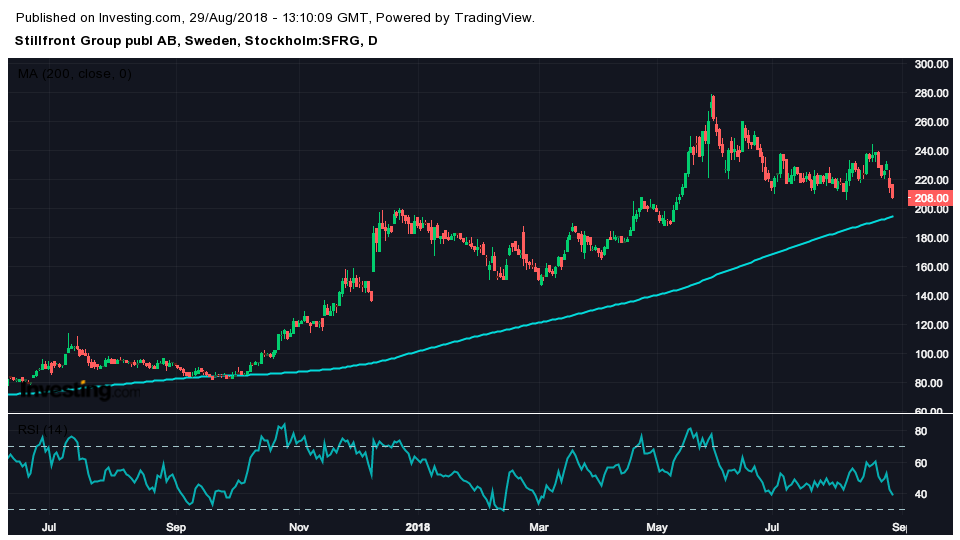 Published on Investing.com, 29/Aug/2018 - 13:10:09 GMT, Powered by TradingView.
Stillfront Group publ AB, Sweden, Stockholm:SFRG, D
MA (200, close, 0)
300.00
280.00
260.00
240.00
220.00
208.00
200.00
180.00
160.00
140.00
120.00
100.00
80.00
60.00
Investing.com
RSI (14)
80
60
40
Jul Sep Nov 2018 Mar May Jul Sep